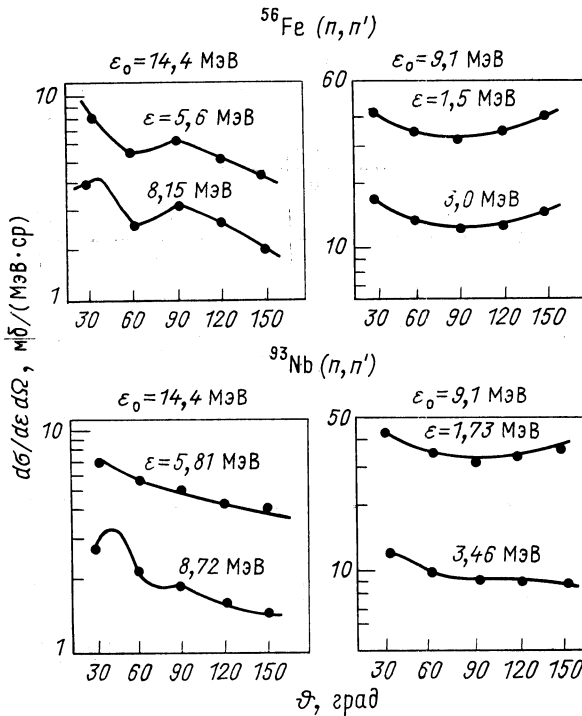 ⁵⁶Fe (п, п′)
ε₀=14,4 МэВ
ε₀=9,1 МэВ
10
ε=5,6 МэВ
8,15 МэВ
1
30 60 90 120 150
60
ε=1,5 МэВ
3,0 МэВ
10
30 60 90 120 150
dσ/dε dΩ, мб/(МэВ·ср)
⁹³Nb (п, п′)
ε₀=14,4 МэВ
ε₀=9,1 МэВ
10
ε=5,81 МэВ
8,72 МэВ
1
30 60 90 120 150
50
ε=1,73 МэВ
3,46 МэВ
10
30 60 90 120 150
ϑ, град